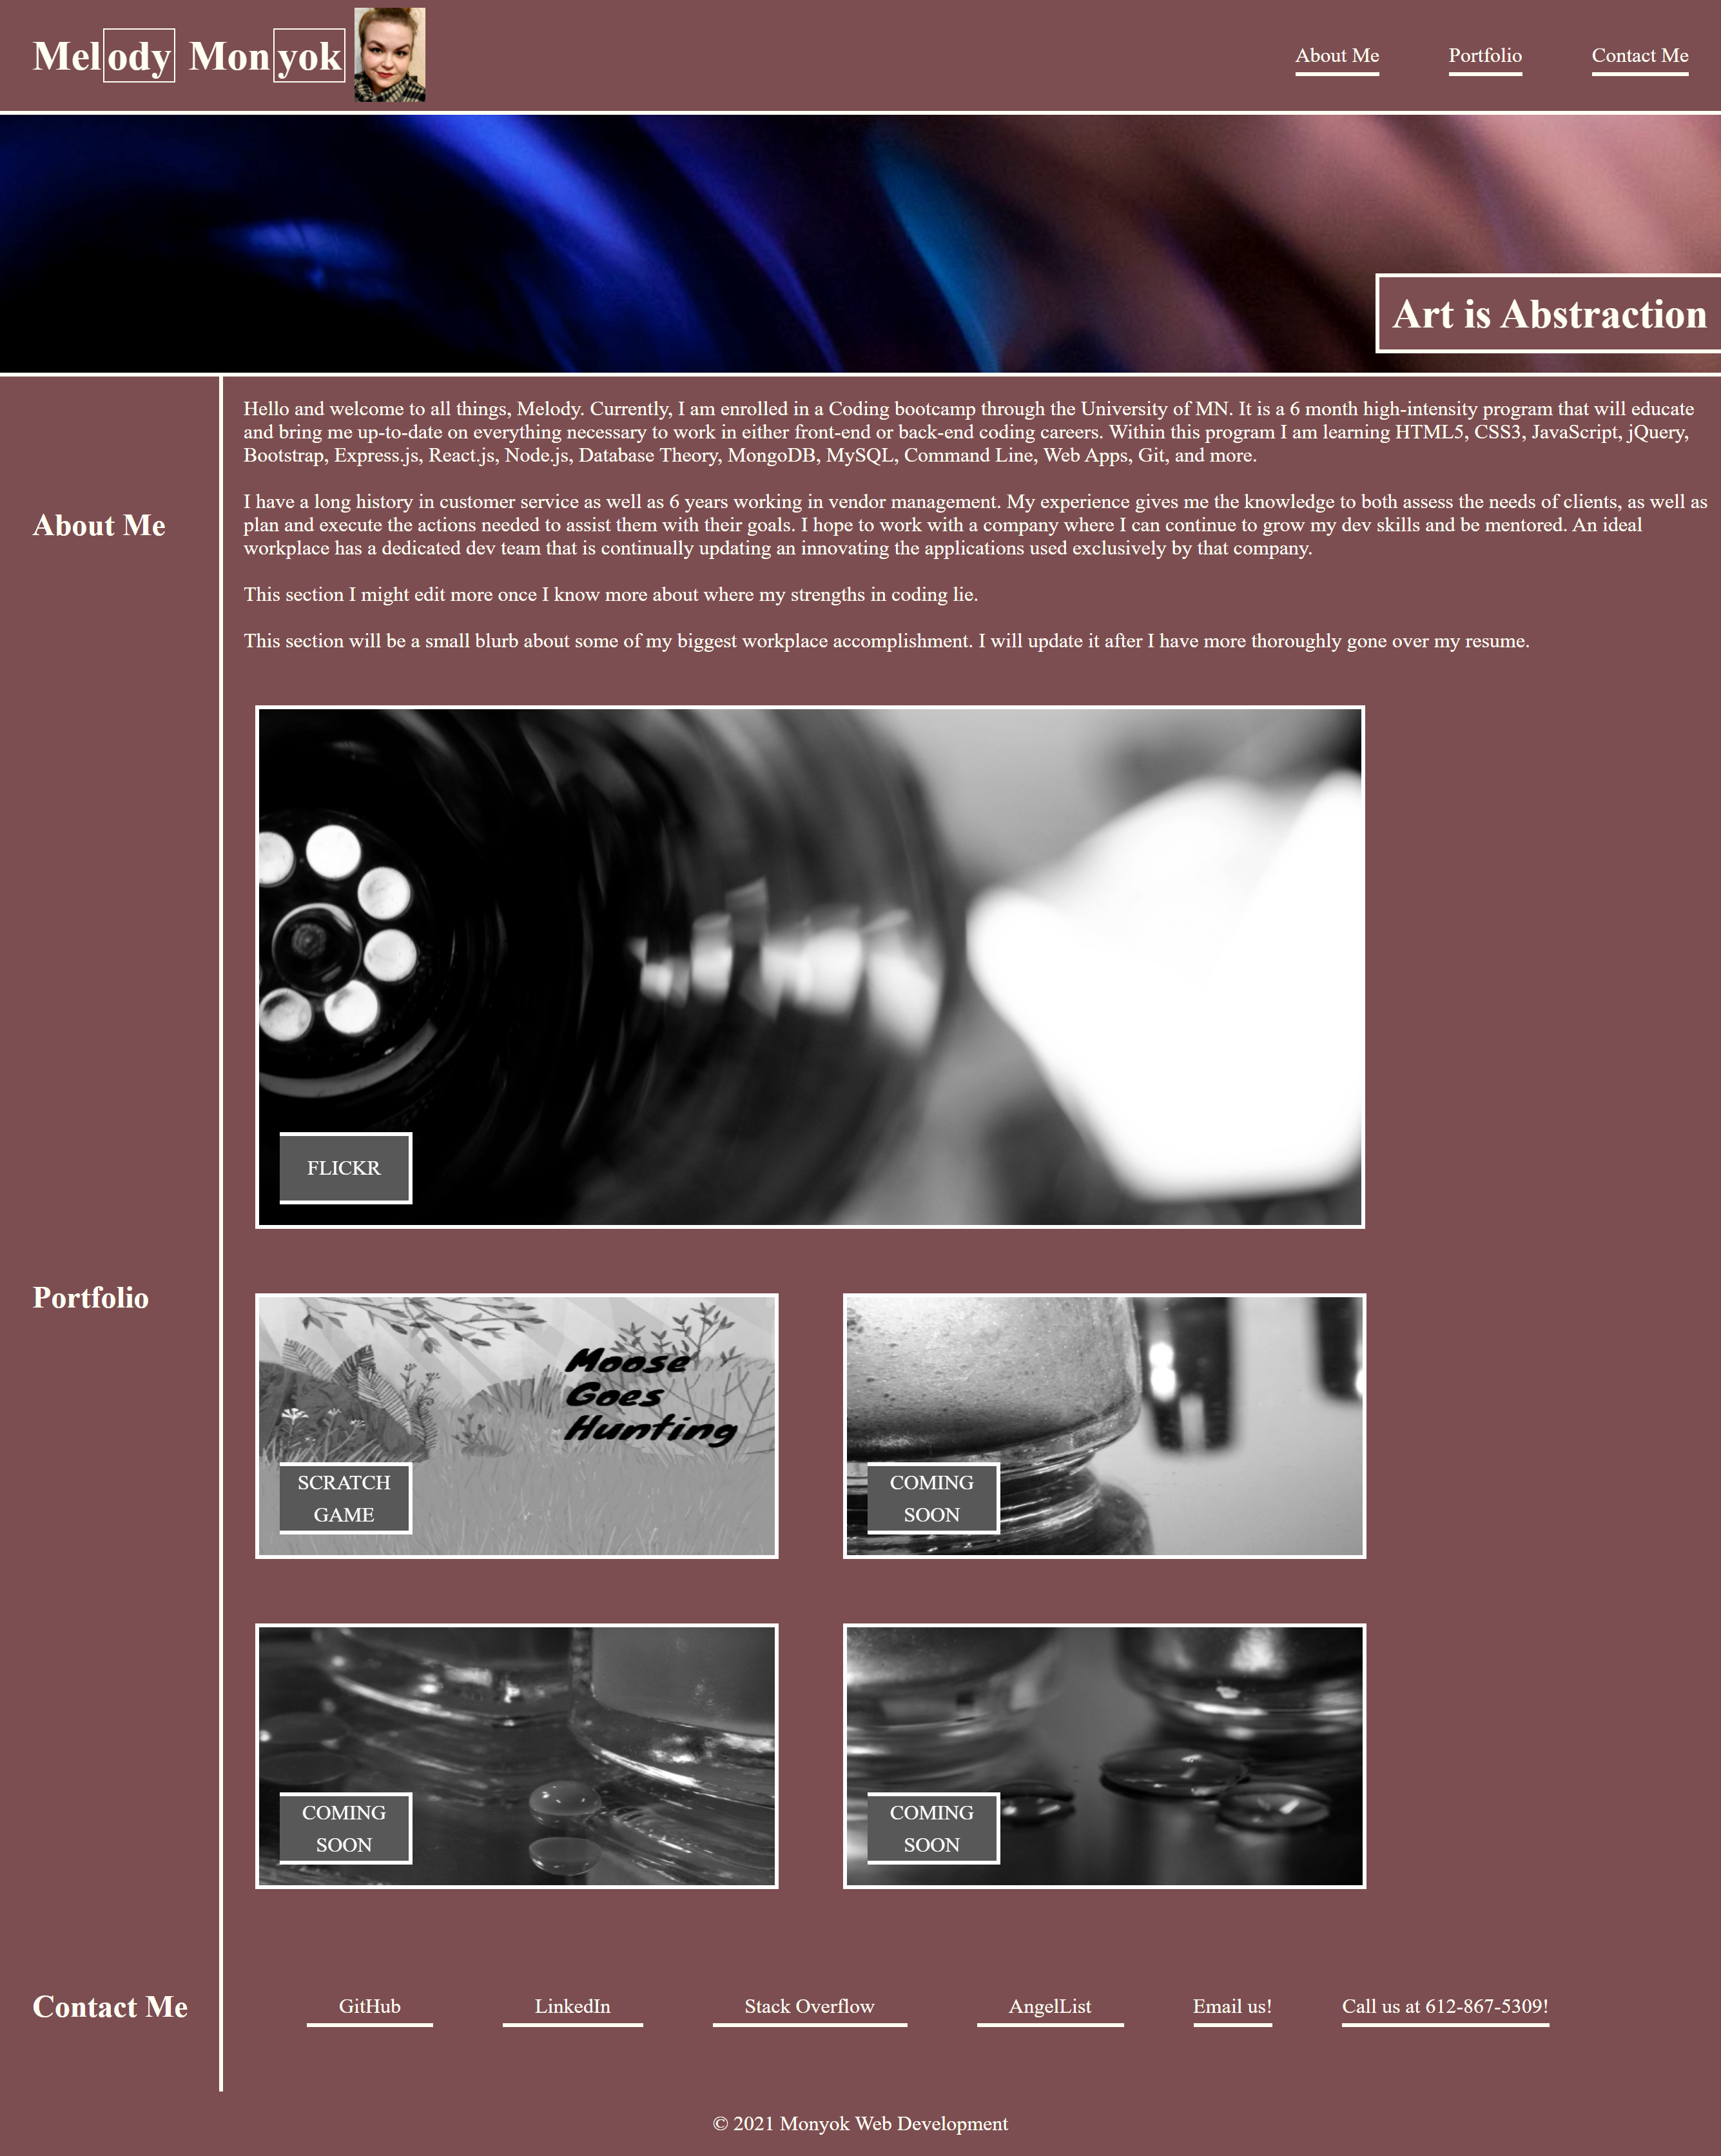 Melody Monyok
About Me
Portfolio
Contact Me
Art is Abstraction
About Me
Hello and welcome to all things, Melody. Currently, I am enrolled in a Coding bootcamp through the University of MN. It is a 6 month high-intensity program that will educate
and bring me up-to-date on everything necessary to work in either front-end or back-end coding careers. Within this program I am learning HTML5, CSS3, JavaScript, jQuery,
Bootstrap, Express.js, React.js, Node.js, Database Theory, MongoDB, MySQL, Command Line, Web Apps, Git, and more.
I have a long history in customer service as well as 6 years working in vendor management. My experience gives me the knowledge to both assess the needs of clients, as well as
plan and execute the actions needed to assist them with their goals. I hope to work with a company where I can continue to grow my dev skills and be mentored. An ideal
workplace has a dedicated dev team that is continually updating an innovating the applications used exclusively by that company.
This section I might edit more once I know more about where my strengths in coding lie.
This section will be a small blurb about some of my biggest workplace accomplishment. I will update it after I have more thoroughly gone over my resume.
Portfolio
FLICKR
Moose
Goes
Hunting
SCRATCH
GAME
COMING
SOON
COMING
SOON
COMING
SOON
Contact Me
GitHub
LinkedIn
Stack Overflow
AngelList
Email us!
Call us at 612-867-5309!
© 2021 Monyok Web Development